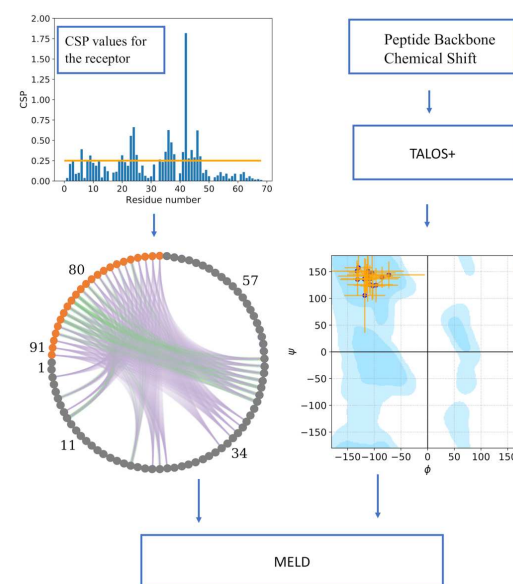 CSP values for
the receptor
2.00
1.75
1.50
1.25
1.00
0.75
0.50
0.25
0.00
CSP
0 10 20 30 40 50 60 70
Residue number
Peptide Backbone
Chemical Shift
TALOS+
80
57
91
1
11
34
150
100
50
0
−50
−100
−150
ψ
−150 −100 −50 0 50 100
ϕ
MELD